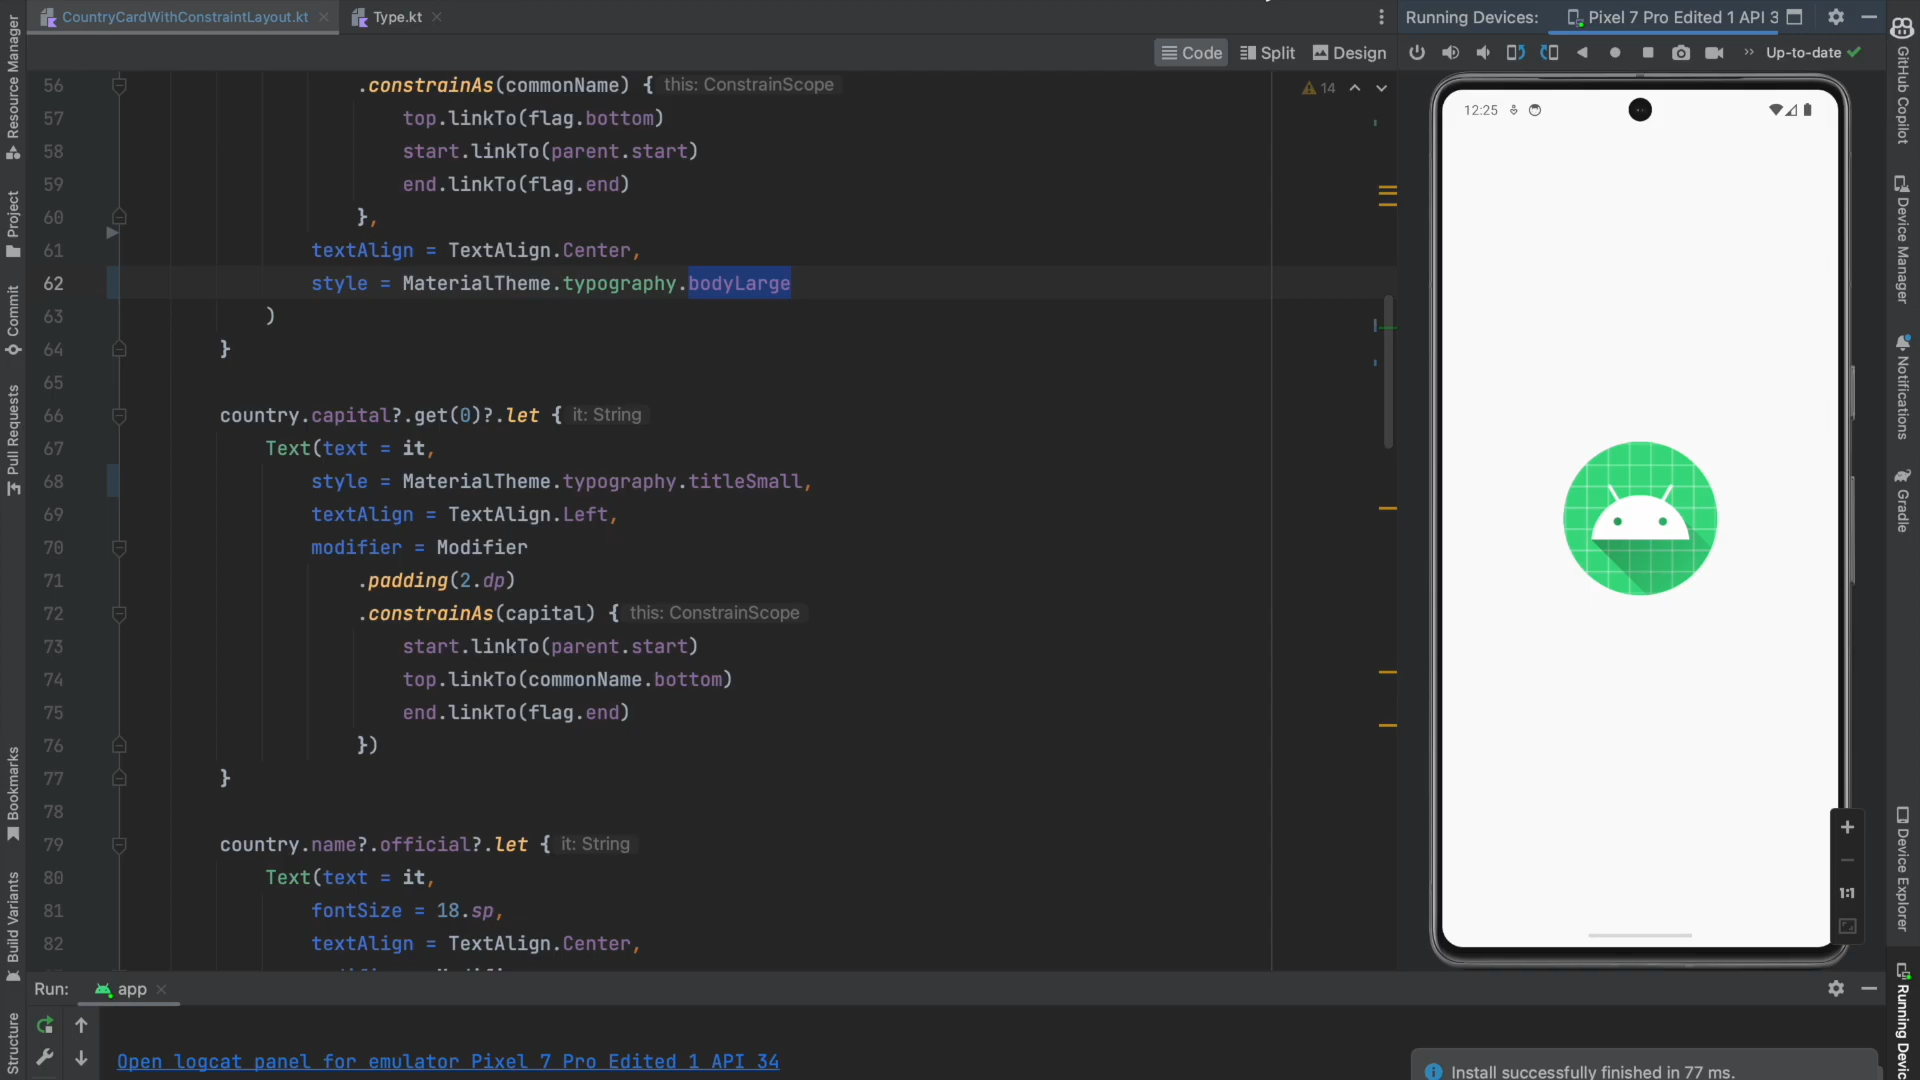 CountryCardWithConstraintLayout.kt
Type.kt
Running Devices:
Pixel 7 Pro Edited 1 API 3
Code
Split
Design
Up-to-date
14
12:25
56 .constrainAs(commonName) { this: ConstrainScope
57 top.linkTo(flag.bottom)
58 start.linkTo(parent.start)
59 end.linkTo(flag.end)
60 },
61 textAlign = TextAlign.Center,
62 style = MaterialTheme.typography.bodyLarge
63 )
64 }
65
66 country.capital?.get(0)?.let { it: String
67 Text(text = it,
68 style = MaterialTheme.typography.titleSmall,
69 textAlign = TextAlign.Left,
70 modifier = Modifier
71 .padding(2.dp)
72 .constrainAs(capital) { this: ConstrainScope
73 start.linkTo(parent.start)
74 top.linkTo(commonName.bottom)
75 end.linkTo(flag.end)
76 })
77 }
78
79 country.name?.official?.let { it: String
80 Text(text = it,
81 fontSize = 18.sp,
82 textAlign = TextAlign.Center,
Resource Manager
Project
Commit
Pull Requests
Bookmarks
Build Variants
Structure
GitHub Copilot
Device Manager
Notifications
Gradle
Device Explorer
Running Devic
1:1
Run:
app
Open logcat panel for emulator Pixel 7 Pro Edited 1 API 34
Install successfully finished in 77 ms.